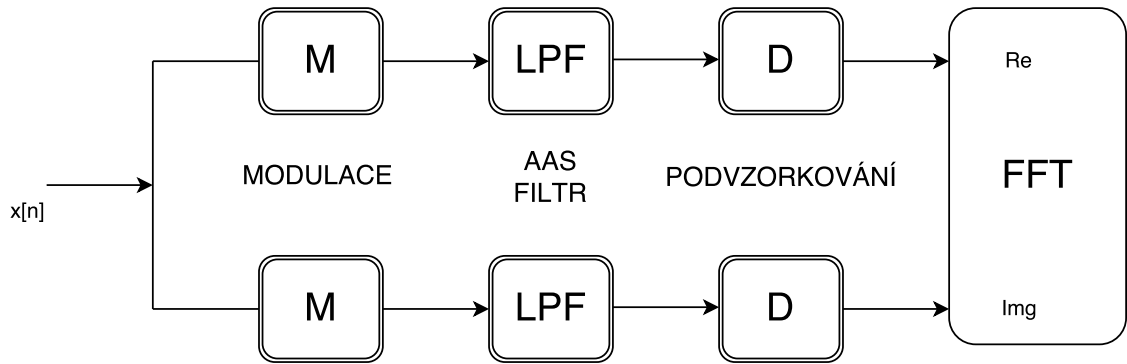 M
LPF
D
Re
MODULACE
AAS
FILTR
PODVZORKOVÁNÍ
FFT
x[n]
M
LPF
D
Img